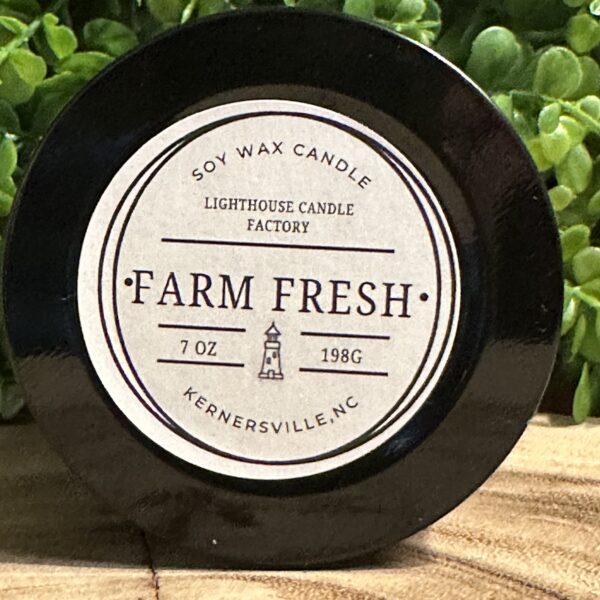 SOY WAX CANDLE
LIGHTHOUSE CANDLE
FACTORY
•FARM FRESH•
7 OZ 198G
KERNERSVILLE, NC